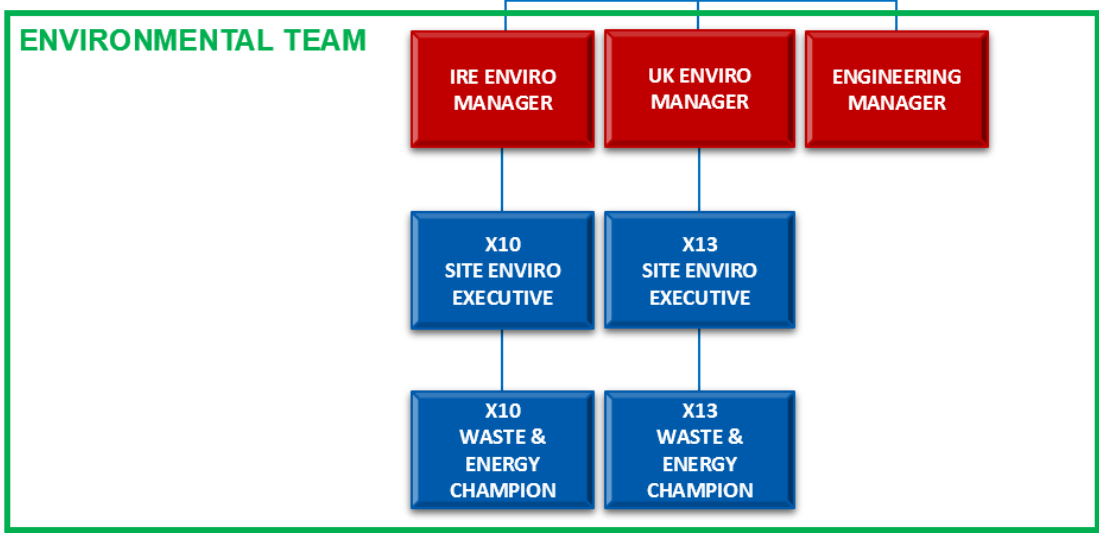 ENVIRONMENTAL TEAM
IRE ENVIRO
MANAGER
UK ENVIRO
MANAGER
ENGINEERING
MANAGER
X10
SITE ENVIRO
EXECUTIVE
X13
SITE ENVIRO
EXECUTIVE
X10
WASTE &
ENERGY
CHAMPION
X13
WASTE &
ENERGY
CHAMPION